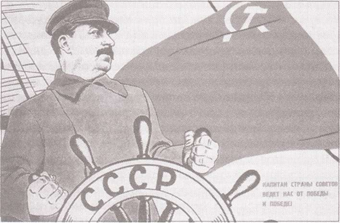 СССР
КАПИТАН СТРАНЫ СОВЕТОВ
ВЕДЕТ НАС ОТ ПОБЕДЫ
К ПОБЕДЕ!